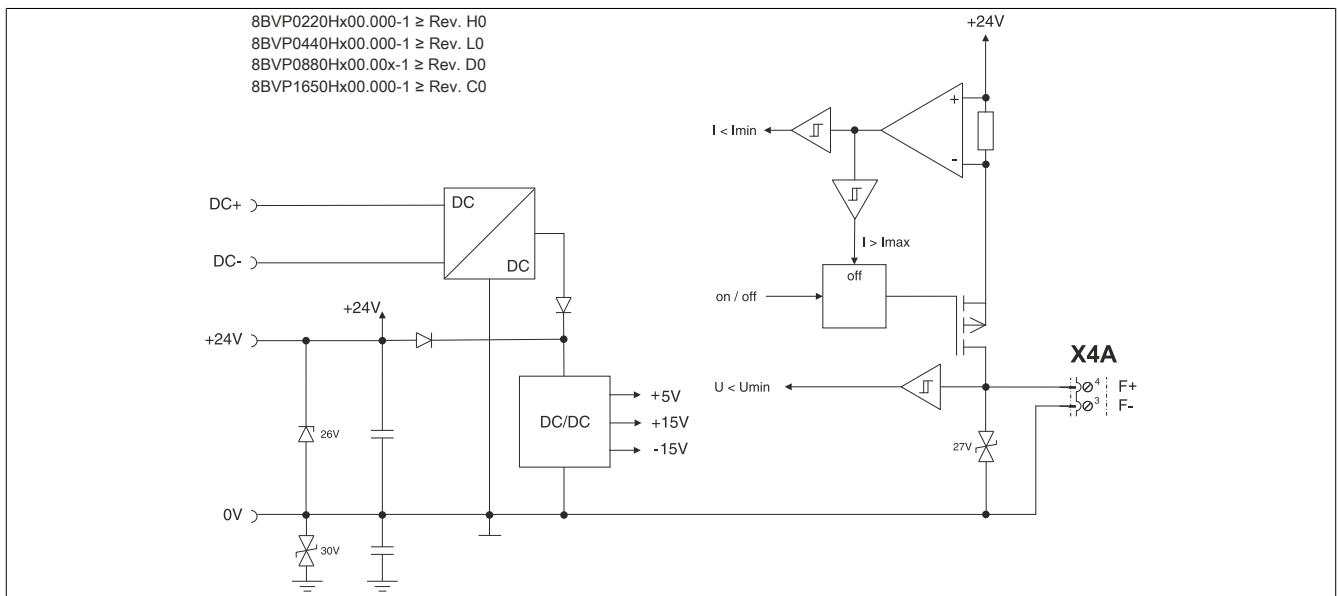 8BVP0220Hx00.000-1 ≥ Rev. H0
8BVP0440Hx00.000-1 ≥ Rev. L0
8BVP0880Hx00.00x-1 ≥ Rev. D0
8BVP1650Hx00.000-1 ≥ Rev. C0
+24V
+
-
I < Imin
I > Imax
off
on / off
DC+
DC-
DC
DC
+24V
+24V
26V
DC/DC
+5V
+15V
-15V
U < Umin
X4A
4
F+
3
F-
27V
0V
30V